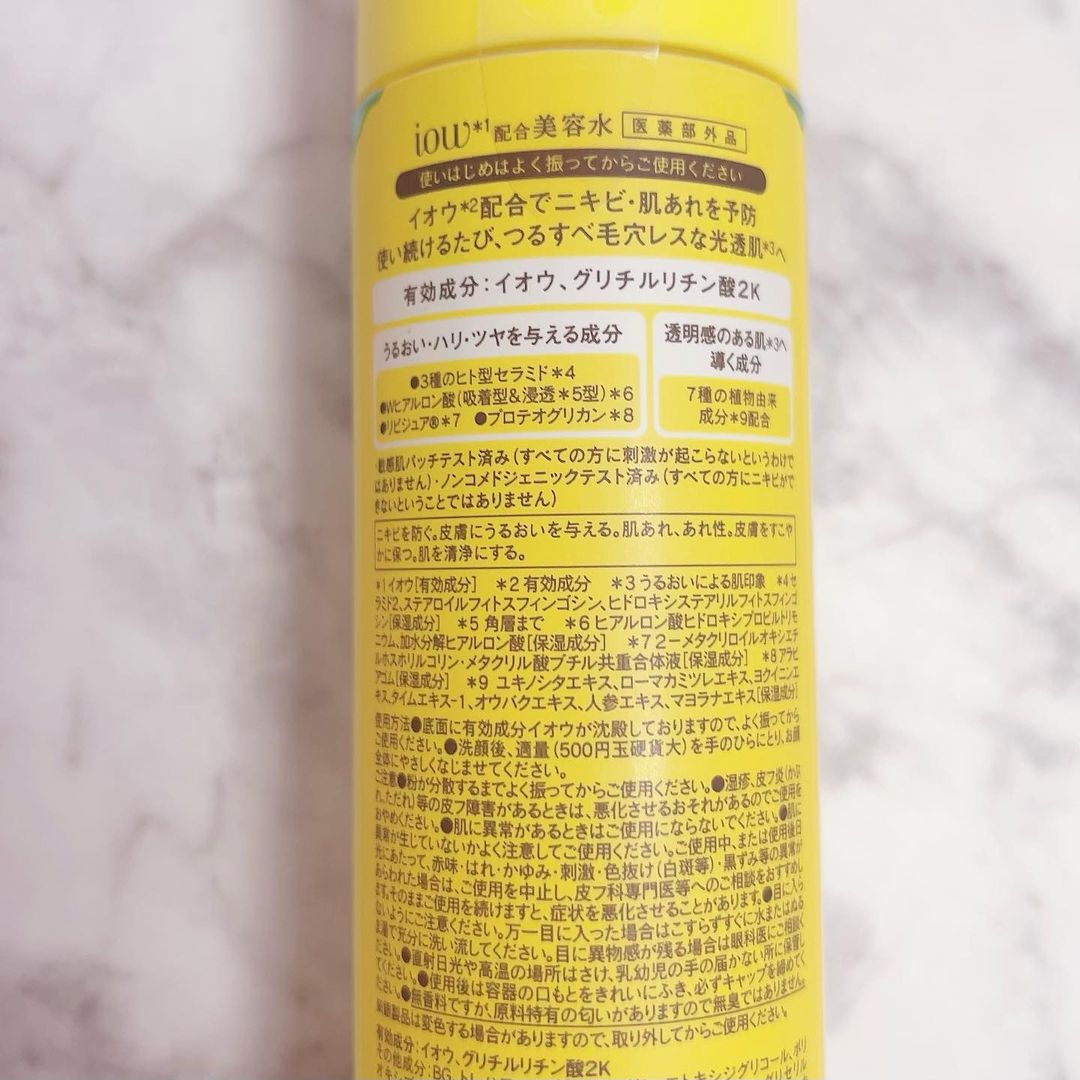 iow*1配合美容水 医薬部外品
使いはじめはよく振ってからご使用ください
イオウ*2配合でニキビ・肌あれを予防
使い続けるたび、つるすべ毛穴レスな光透肌*3へ
有効成分：イオウ、グリチルリチン酸2K
うるおい・ハリ・ツヤを与える成分
●3種のヒト型セラミド*4
●Wヒアルロン酸(吸着型&浸透*5型)*6
●リピジュア®*7 ●プロテオグリカン*8
透明感のある肌*3へ
導く成分
7種の植物由来
成分*9配合
・敏感肌パッチテスト済み(すべての方に刺激が起こらないというわけで
はありません)・ノンコメドジェニックテスト済み(すべての方にニキビがで
きないということではありません)
ニキビを防ぐ。皮膚にうるおいを与える。肌あれ、あれ性。皮膚をすこや
かに保つ。肌を清浄にする。
*1 イオウ[有効成分] *2 有効成分 *3 うるおいによる肌印象 *4 セ
ラミド2、ステアロイルフィトスフィンゴシン、ヒドロキシステアリルフィトスフィンゴ
シン[保湿成分] *5 角層まで *6 ヒアルロン酸ヒドロキシプロピルトリモ
ニウム、加水分解ヒアルロン酸[保湿成分] *7 2－メタクリロイルオキシエチ
ルホスホリルコリン・メタクリル酸ブチル共重合体液[保湿成分] *8 アラビ
アゴム[保湿成分] *9 ユキノシタエキス、ローマカミツレエキス、ヨクイニンエ
キス、タイムエキス-1、オウバクエキス、人参エキス、マヨラナエキス[保湿成分]
使用方法●底面に有効成分イオウが沈殿しておりますので、よく振ってから
ご使用ください。●洗顔後、適量(500円玉硬貨大)を手のひらにとり、お顔
全体にやさしくなじませてください。
ご注意●粉が分散するまでよく振ってからご使用ください。●湿疹、皮フ炎(かぶ
れ、ただれ)等の皮フ障害があるときは、悪化させるおそれがあるのでご使用を
おやめください。●肌に異常があるときはご使用にならないでください。●肌に
異常が生じていないかよく注意してご使用ください。ご使用中、または使用後日
光にあたって、赤味・はれ・かゆみ・刺激・色抜け(白斑等)・黒ずみ等の異常が
あらわれた場合は、ご使用を中止し、皮フ科専門医等へのご相談をおすすめし
ます。そのままご使用を続けますと、症状を悪化させることがあります。●目に入ら
ないようにご注意ください。万一目に入った場合はこすらずすぐに水またはぬる
ま湯で充分に洗い流してください。目に異物感が残る場合は眼科医にご相談く
ださい。●直射日光や高温の場所はさけ、乳幼児の手の届かない所に保管し
てください。●使用後は容器の口もとをきれいにふき、必ずキャップを締めてく
ださい。●無香料ですが、原料特有の匂いがありますので無臭ではありません。
銀製品は変色する場合がありますので、取り外してからご使用ください。
有効成分：イオウ、グリチルリチン酸2K
その他成分：BG、